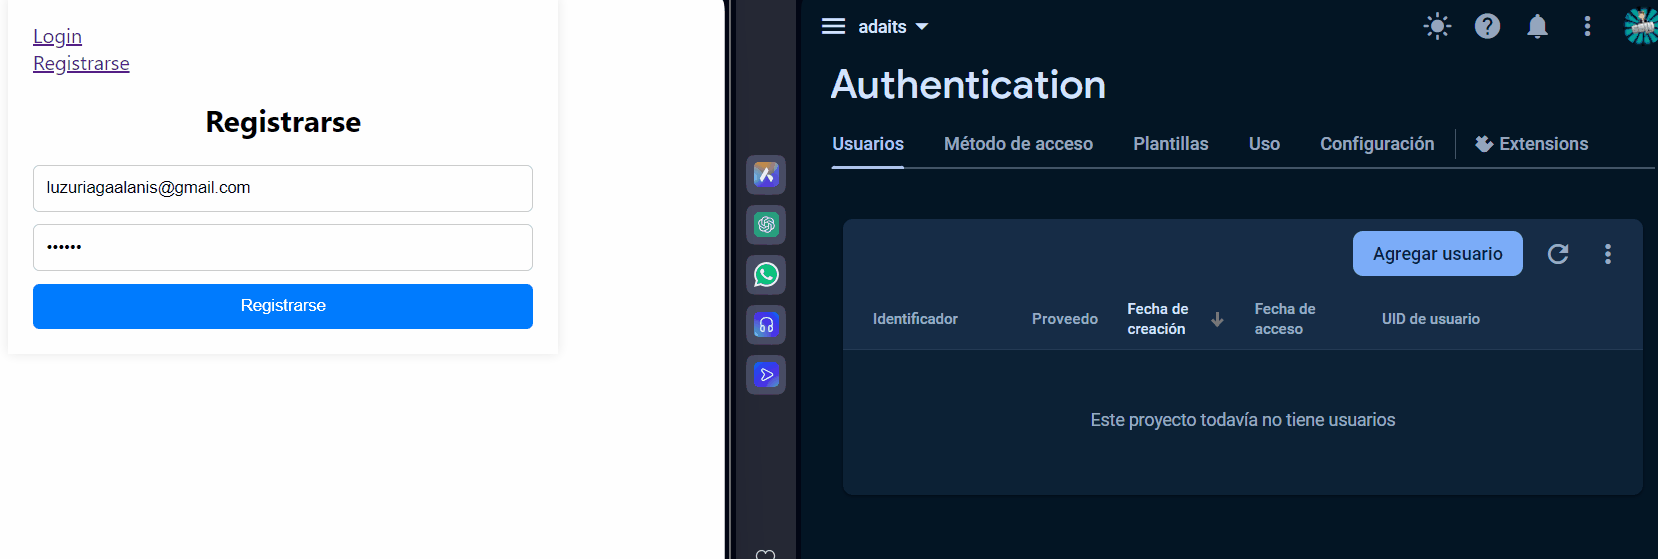 Login
Registrarse
Registrarse
luzuriagaalanis@gmail.com
••••••
Registrarse
adaits
Authentication
Usuarios Método de acceso Plantillas Uso Configuración Extensions
Agregar usuario
Identificador Proveedo Fecha de creación Fecha de acceso UID de usuario
Este proyecto todavía no tiene usuarios